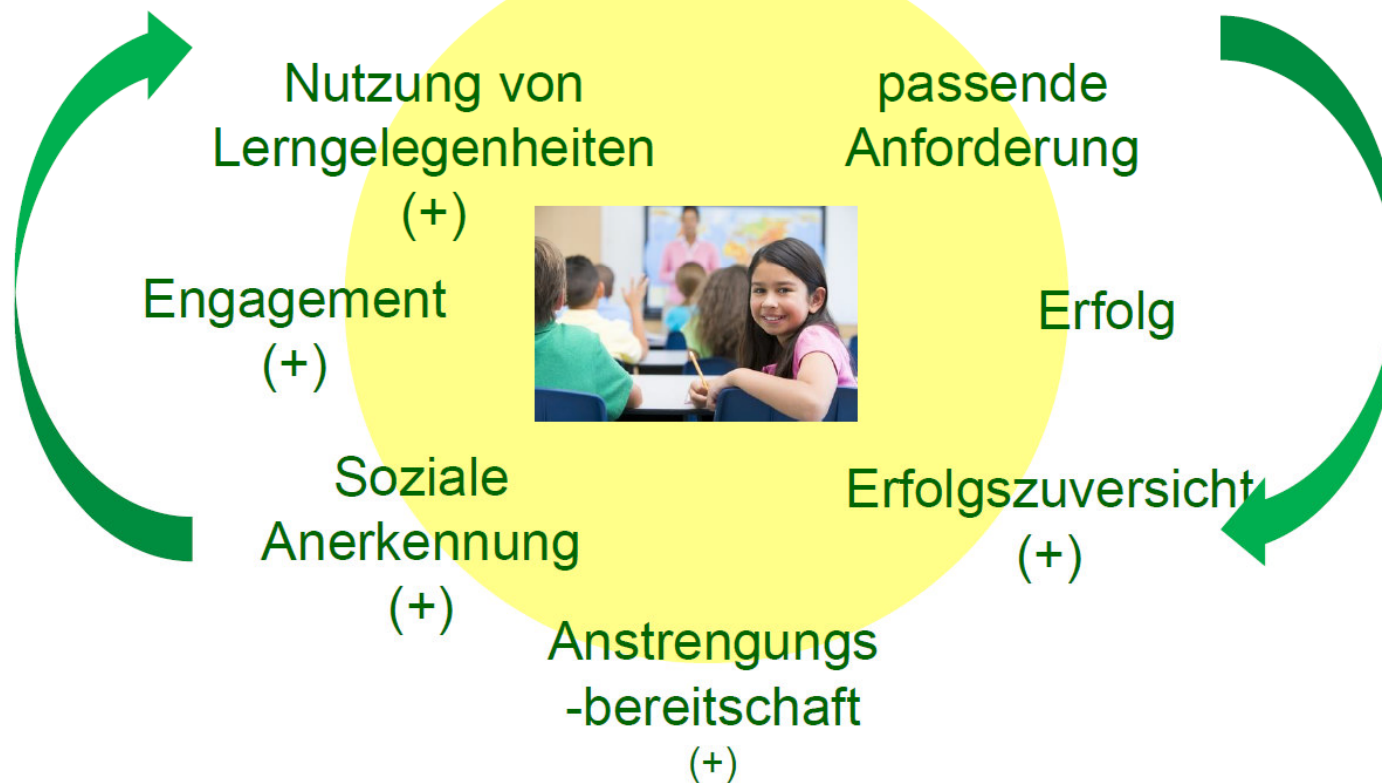 Nutzung von
Lerngelegenheiten
(+)
passende
Anforderung
Engagement
(+)
Erfolg
Soziale
Anerkennung
(+)
Erfolgszuversicht
(+)
Anstrengungs
-bereitschaft
(+)